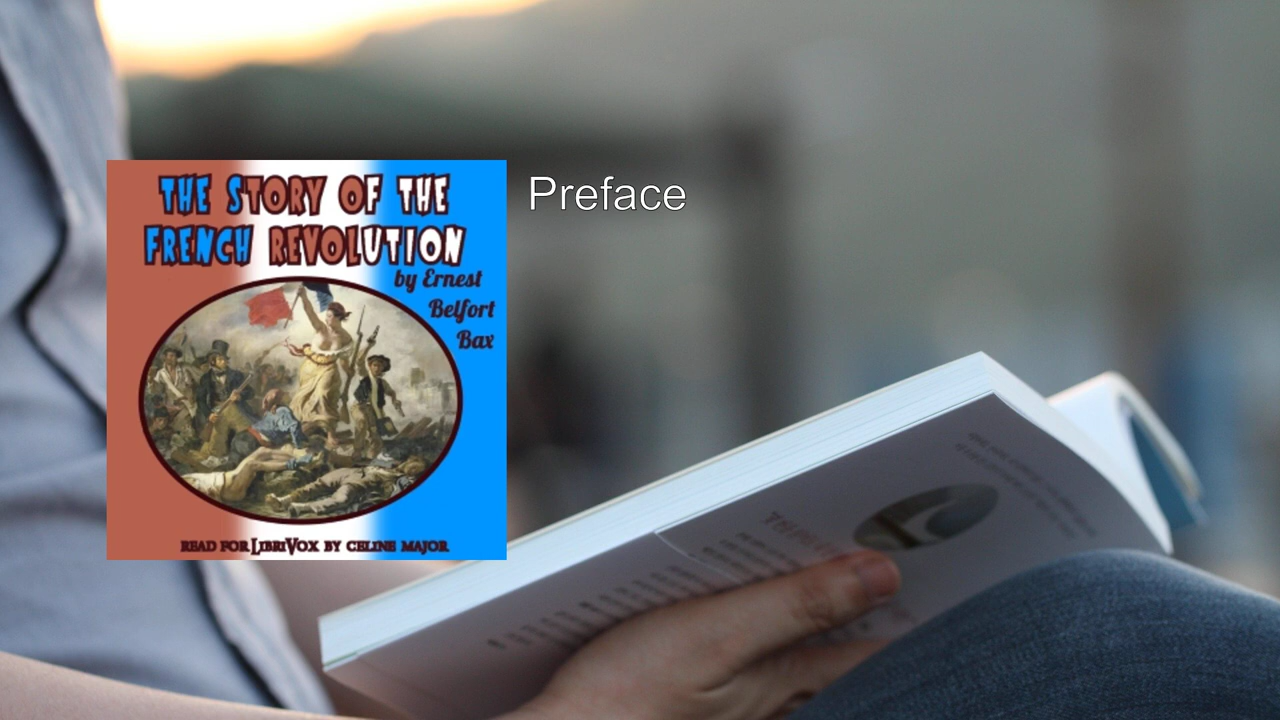 THE STORY OF THE
FRENCH REVOLUTION
by Ernest
Belfort
Bax
READ FOR LIBRIVOX BY CELINE MAJOR
Preface